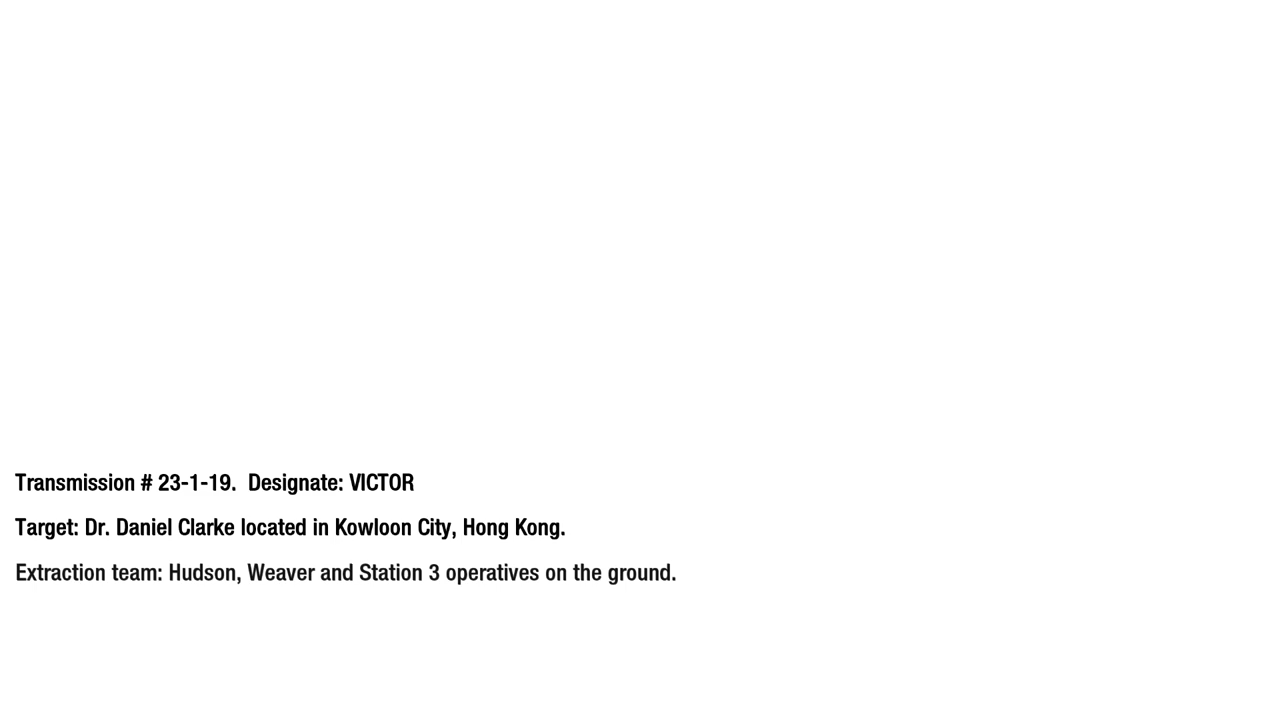 Transmission # 23-1-19.  Designate: VICTOR
Target: Dr. Daniel Clarke located in Kowloon City, Hong Kong.
Extraction team: Hudson, Weaver and Station 3 operatives on the ground.